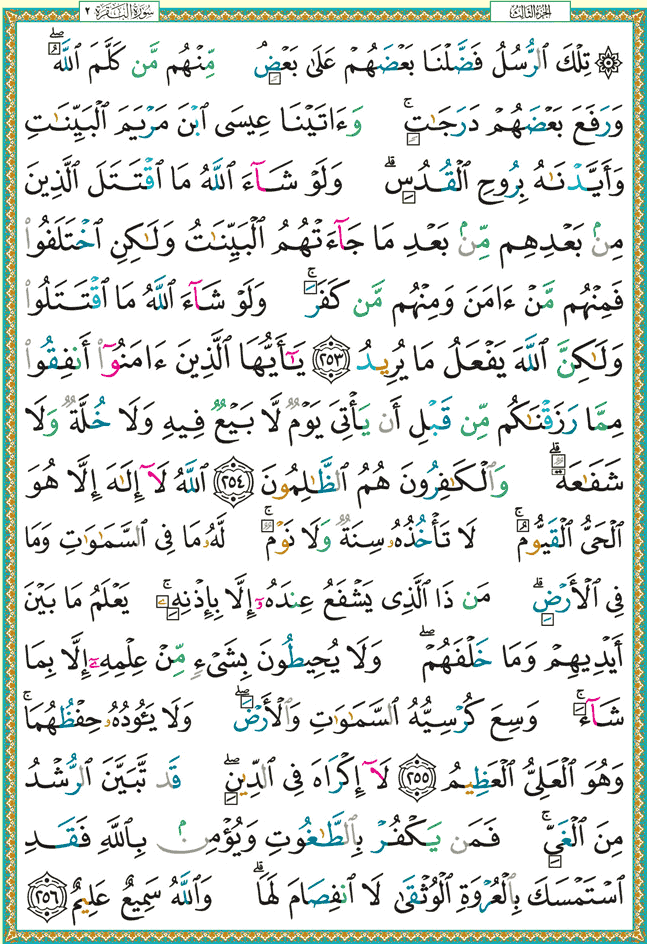 الجزء الثالث
سورة البقرة ٢
۞ تِلْكَ ٱلرُّسُلُ فَضَّلْنَا بَعْضَهُمْ عَلَىٰ بَعْضٍۘ مِّنْهُم مَّن كَلَّمَ ٱللَّهُۖ
وَرَفَعَ بَعْضَهُمْ دَرَجَٰتٍۚ وَءَاتَيْنَا عِيسَى ٱبْنَ مَرْيَمَ ٱلْبَيِّنَٰتِ
وَأَيَّدْنَٰهُ بِرُوحِ ٱلْقُدُسِۗ وَلَوْ شَآءَ ٱللَّهُ مَا ٱقْتَتَلَ ٱلَّذِينَ
مِنۢ بَعْدِهِم مِّنۢ بَعْدِ مَا جَآءَتْهُمُ ٱلْبَيِّنَٰتُ وَلَٰكِنِ ٱخْتَلَفُوا۟
فَمِنْهُم مَّنْ ءَامَنَ وَمِنْهُم مَّن كَفَرَۚ وَلَوْ شَآءَ ٱللَّهُ مَا ٱقْتَتَلُوا۟
وَلَٰكِنَّ ٱللَّهَ يَفْعَلُ مَا يُرِيدُ ٢٥٣ يَٰٓأَيُّهَا ٱلَّذِينَ ءَامَنُوٓا۟ أَنفِقُوا۟
مِمَّا رَزَقْنَٰكُم مِّن قَبْلِ أَن يَأْتِىَ يَوْمٌ لَّا بَيْعٌ فِيهِ وَلَا خُلَّةٌ وَلَا
شَفَٰعَةٌۗ وَٱلْكَٰفِرُونَ هُمُ ٱلظَّٰلِمُونَ ٢٥٤ ٱللَّهُ لَآ إِلَٰهَ إِلَّا هُوَ
ٱلْحَىُّ ٱلْقَيُّومُۚ لَا تَأْخُذُهُۥ سِنَةٌ وَلَا نَوْمٌۚ لَّهُۥ مَا فِى ٱلسَّمَٰوَٰتِ وَمَا
فِى ٱلْأَرْضِۗ مَن ذَا ٱلَّذِى يَشْفَعُ عِندَهُۥٓ إِلَّا بِإِذْنِهِۦۚ يَعْلَمُ مَا بَيْنَ
أَيْدِيهِمْ وَمَا خَلْفَهُمْۖ وَلَا يُحِيطُونَ بِشَىْءٍ مِّنْ عِلْمِهِۦٓ إِلَّا بِمَا
شَآءَۚ وَسِعَ كُرْسِيُّهُ ٱلسَّمَٰوَٰتِ وَٱلْأَرْضَۖ وَلَا يَـُٔودُهُۥ حِفْظُهُمَاۚ
وَهُوَ ٱلْعَلِىُّ ٱلْعَظِيمُ ٢٥٥ لَآ إِكْرَاهَ فِى ٱلدِّينِۖ قَد تَّبَيَّنَ ٱلرُّشْدُ
مِنَ ٱلْغَىِّۚ فَمَن يَكْفُرْ بِٱلطَّٰغُوتِ وَيُؤْمِنۢ بِٱللَّهِ فَقَدِ
ٱسْتَمْسَكَ بِٱلْعُرْوَةِ ٱلْوُثْقَىٰ لَا ٱنفِصَامَ لَهَاۗ وَٱللَّهُ سَمِيعٌ عَلِيمٌ ٢٥٦